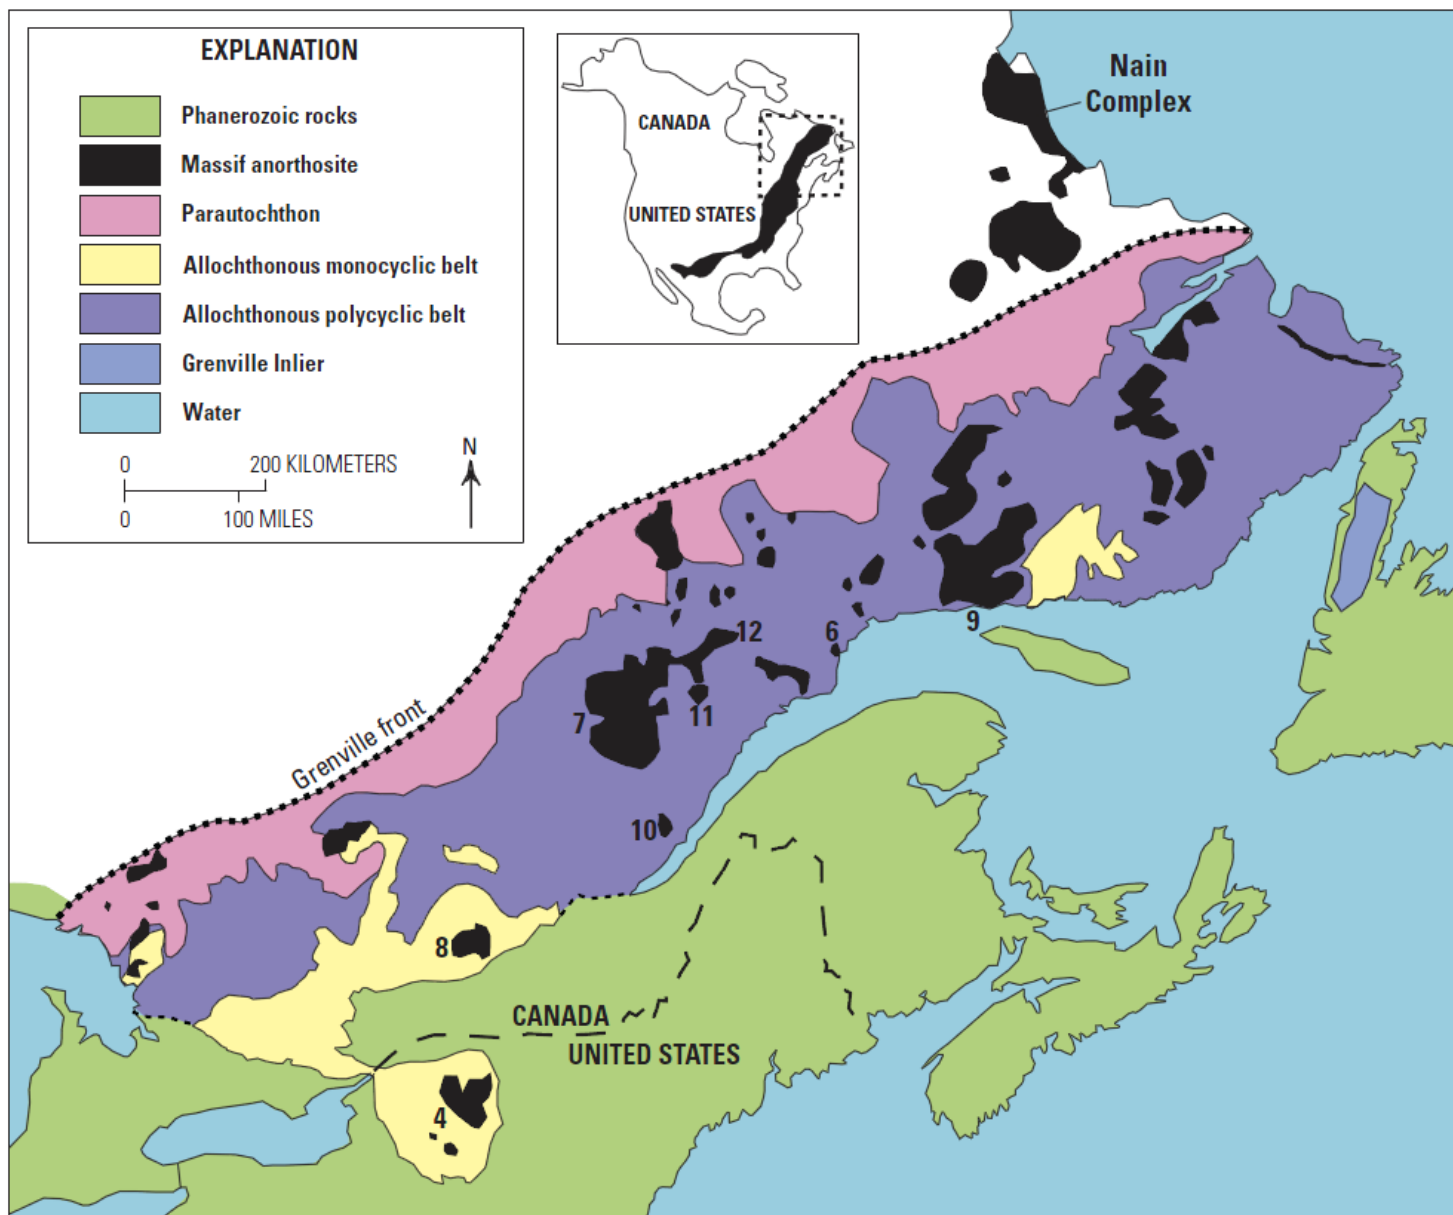 EXPLANATION
Phanerozoic rocks
Massif anorthosite
Parautochthon
Allochthonous monocyclic belt
Allochthonous polycyclic belt
Grenville Inlier
Water
0 200 KILOMETERS
0 100 MILES
N
CANADA
UNITED STATES
Nain
Complex
Grenville front
12
6
9
7
11
10
8
CANADA
UNITED STATES
4